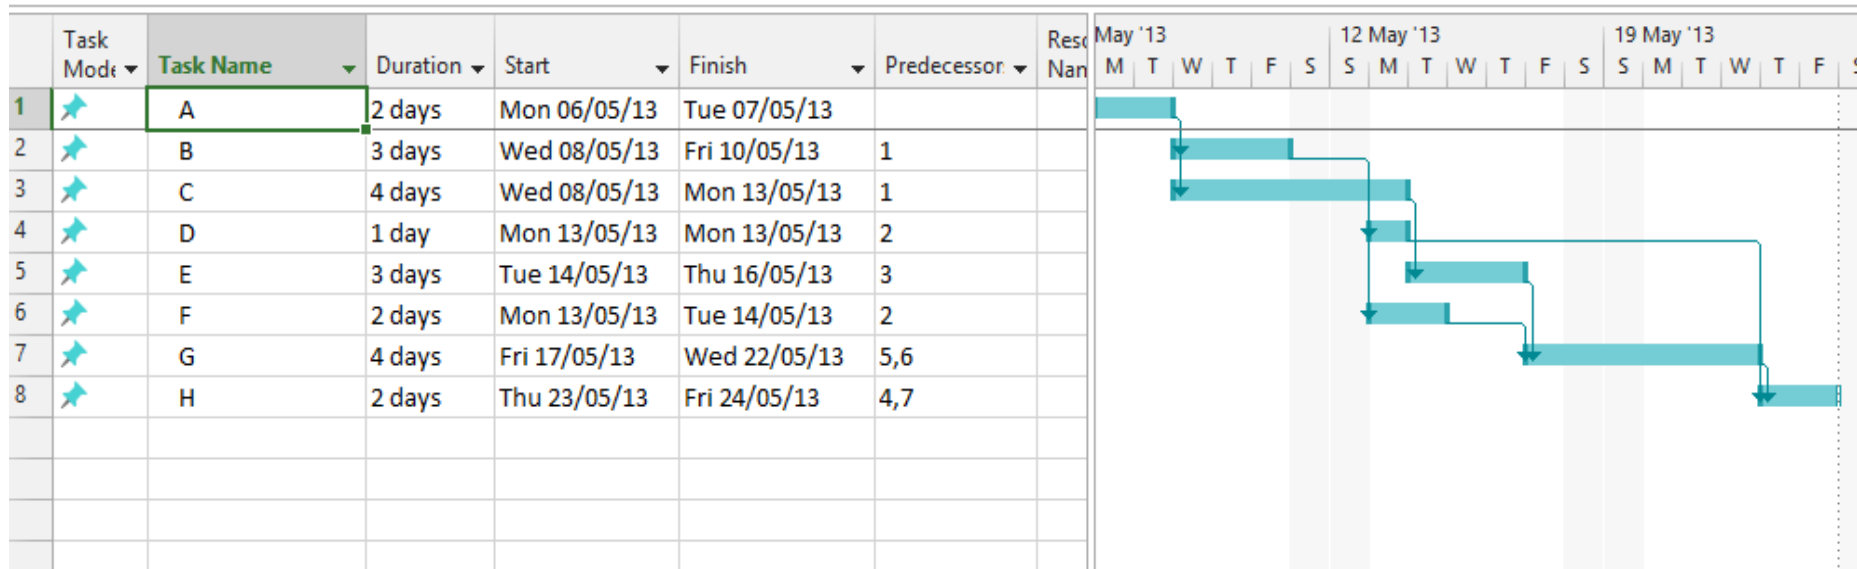 Task Mode Task Name Duration Start Finish Predecessor Reso Nan
May '13 12 May '13 19 May '13
M T W T F S S M T W T F S S M T W T F S
1 A 2 days Mon 06/05/13 Tue 07/05/13
2 B 3 days Wed 08/05/13 Fri 10/05/13 1
3 C 4 days Wed 08/05/13 Mon 13/05/13 1
4 D 1 day Mon 13/05/13 Mon 13/05/13 2
5 E 3 days Tue 14/05/13 Thu 16/05/13 3
6 F 2 days Mon 13/05/13 Tue 14/05/13 2
7 G 4 days Fri 17/05/13 Wed 22/05/13 5,6
8 H 2 days Thu 23/05/13 Fri 24/05/13 4,7